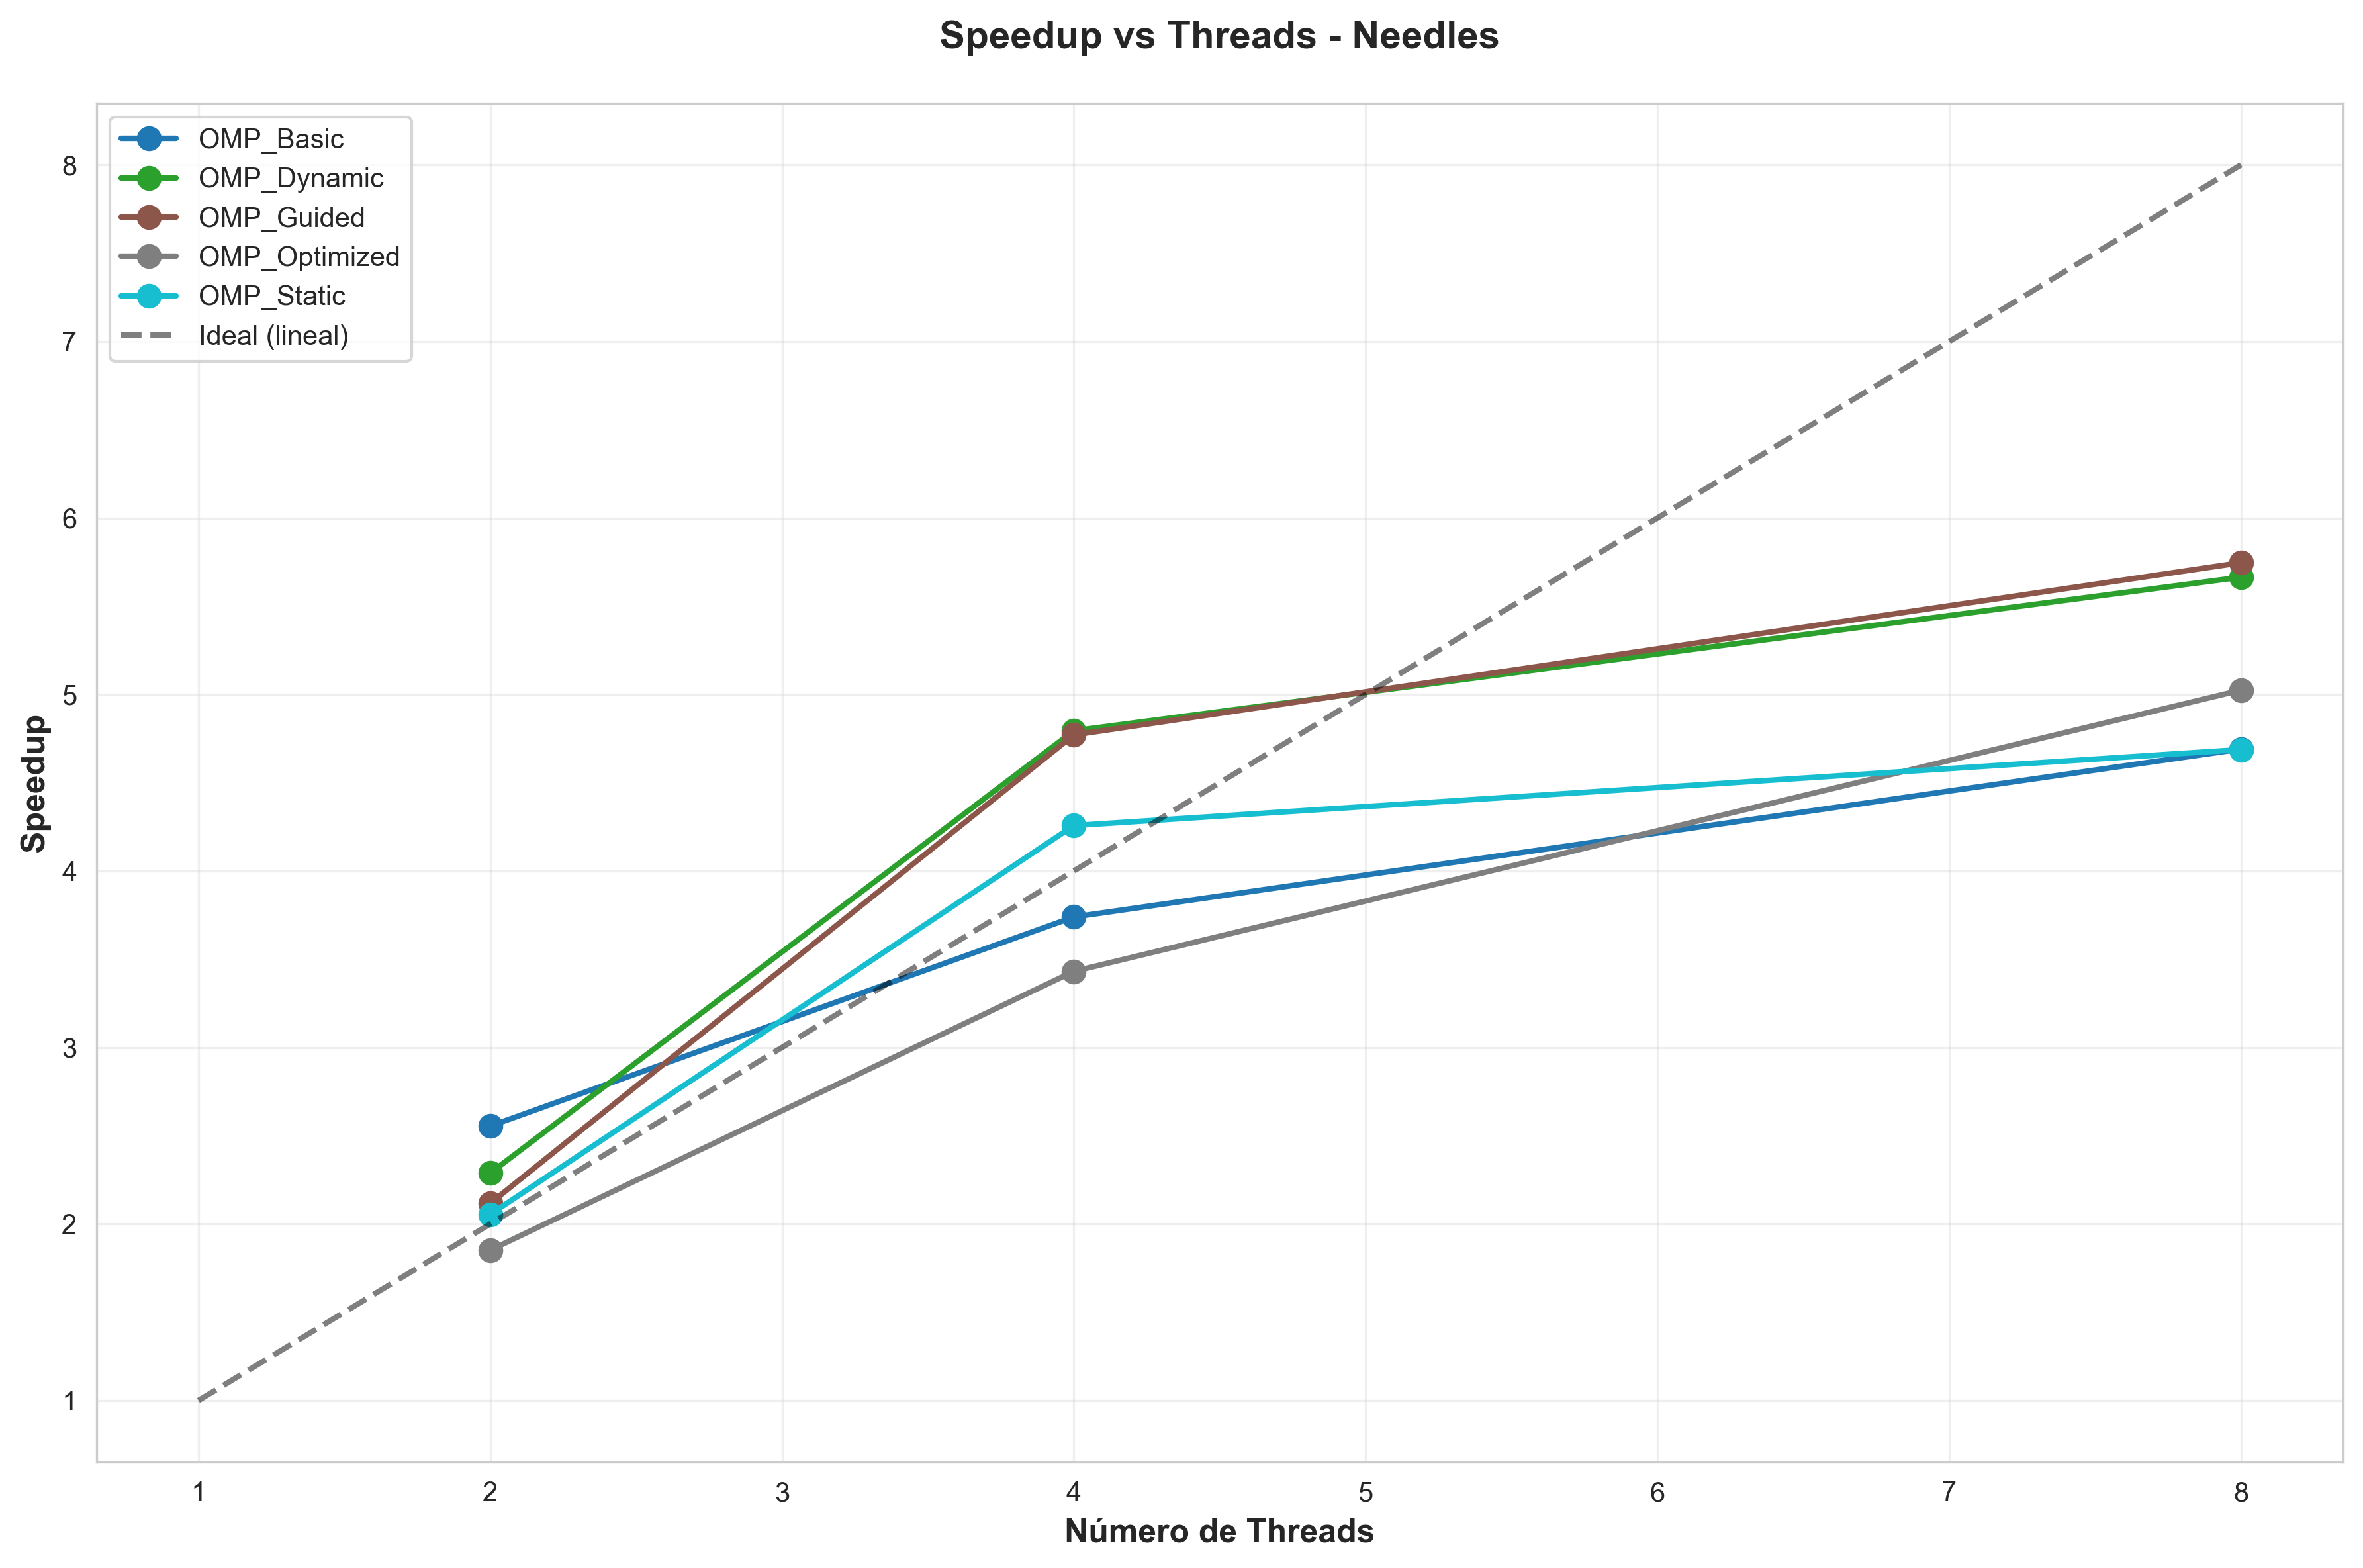 Speedup vs Threads - Needles
OMP_Basic
OMP_Dynamic
OMP_Guided
OMP_Optimized
OMP_Static
Ideal (lineal)
8
7
6
5
4
3
2
1
Speedup
1 2 3 4 5 6 7 8
Número de Threads